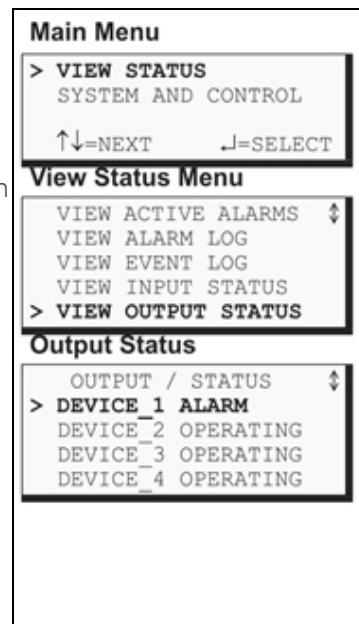 Main Menu
> VIEW STATUS
SYSTEM AND CONTROL
↑↓=NEXT ↵=SELECT
View Status Menu
VIEW ACTIVE ALARMS ↕
VIEW ALARM LOG
VIEW EVENT LOG
VIEW INPUT STATUS
> VIEW OUTPUT STATUS
Output Status
OUTPUT / STATUS ↕
> DEVICE_1 ALARM
DEVICE_2 OPERATING
DEVICE_3 OPERATING
DEVICE_4 OPERATING